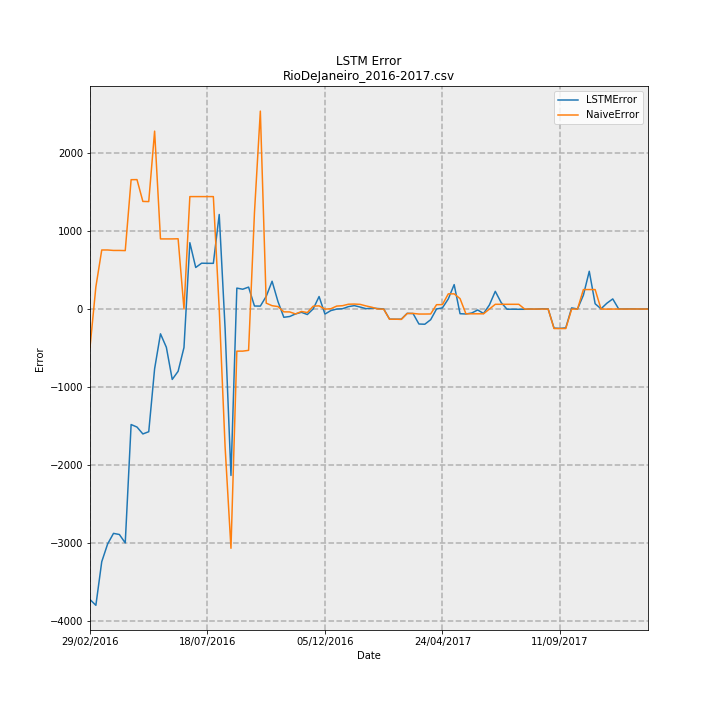 LSTM Error
RioDeJaneiro_2016-2017.csv
LSTMError
NaiveError
2000
1000
0
−1000
−2000
−3000
−4000
Error
29/02/2016
18/07/2016
05/12/2016
24/04/2017
11/09/2017
Date